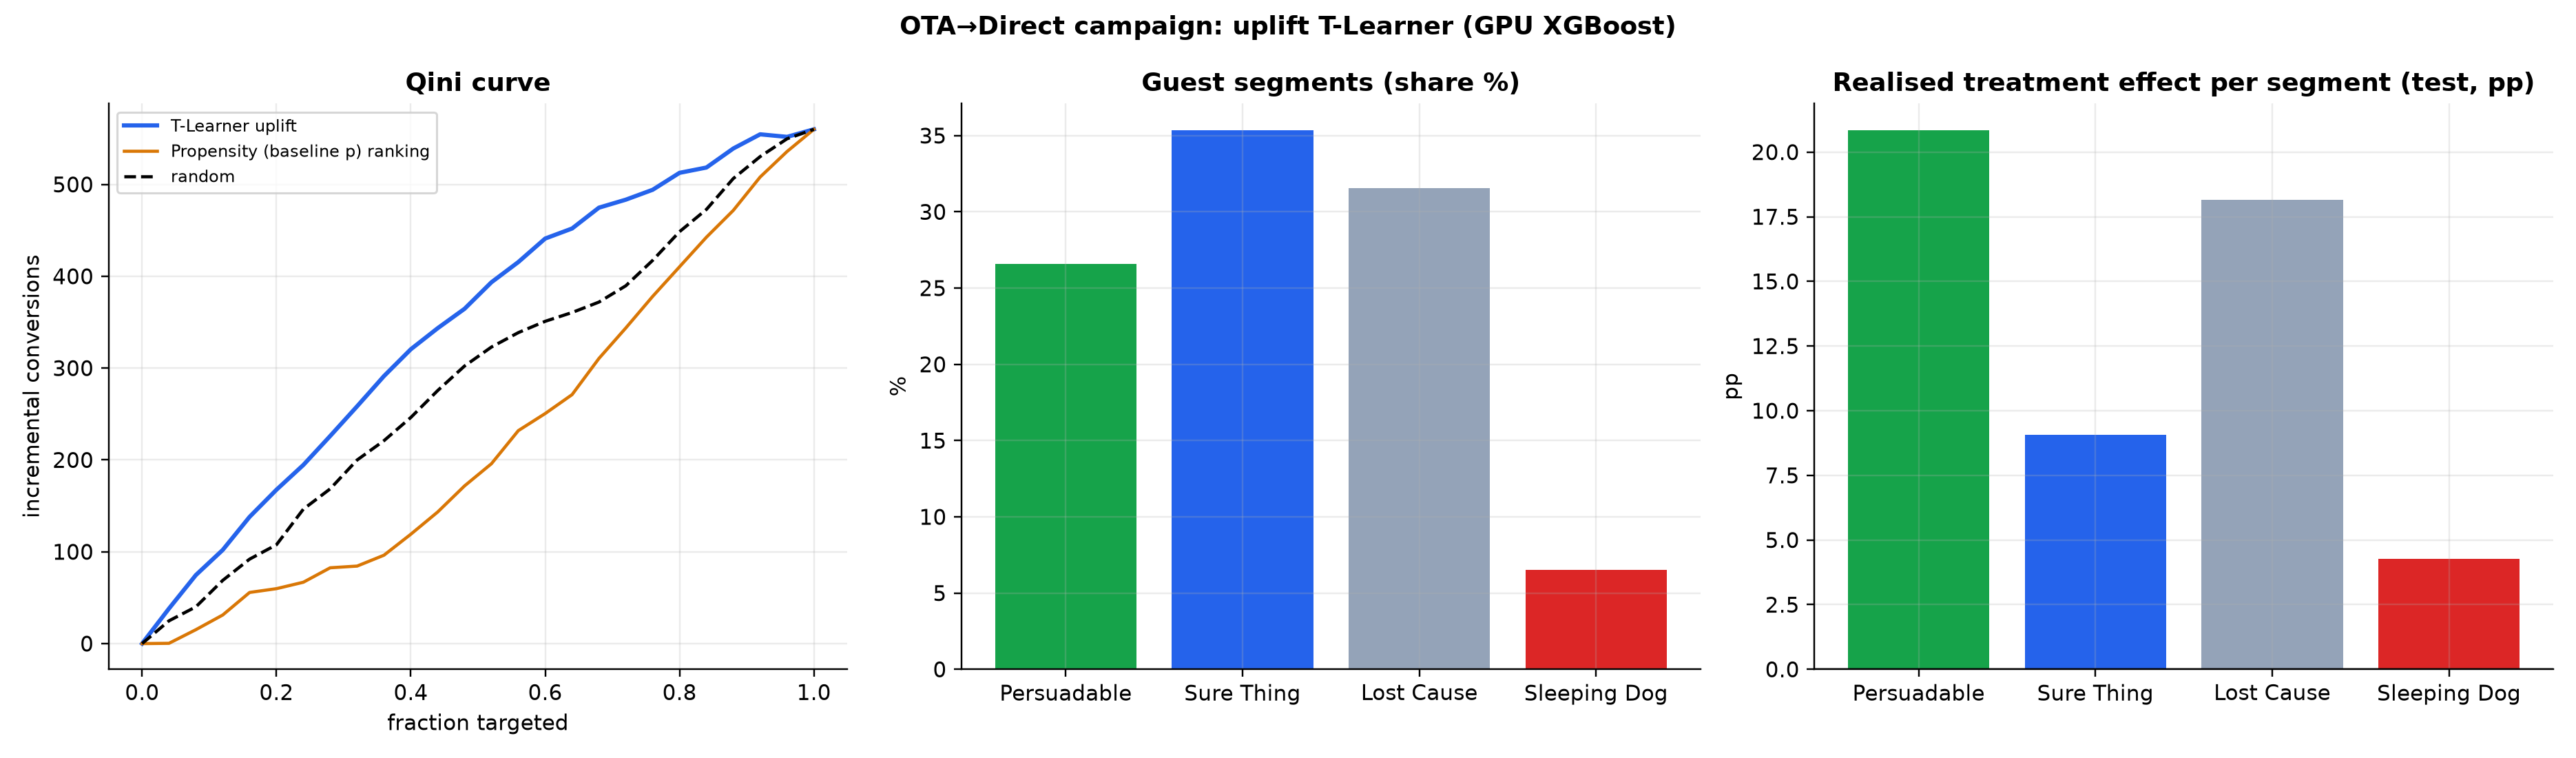 OTA→Direct campaign: uplift T-Learner (GPU XGBoost)
Qini curve
T-Learner uplift
Propensity (baseline p) ranking
random
incremental conversions
500
400
300
200
100
0
0.0 0.2 0.4 0.6 0.8 1.0
fraction targeted
Guest segments (share %)
%
35
30
25
20
15
10
5
0
Persuadable Sure Thing Lost Cause Sleeping Dog
Realised treatment effect per segment (test, pp)
pp
20.0
17.5
15.0
12.5
10.0
7.5
5.0
2.5
0.0
Persuadable Sure Thing Lost Cause Sleeping Dog